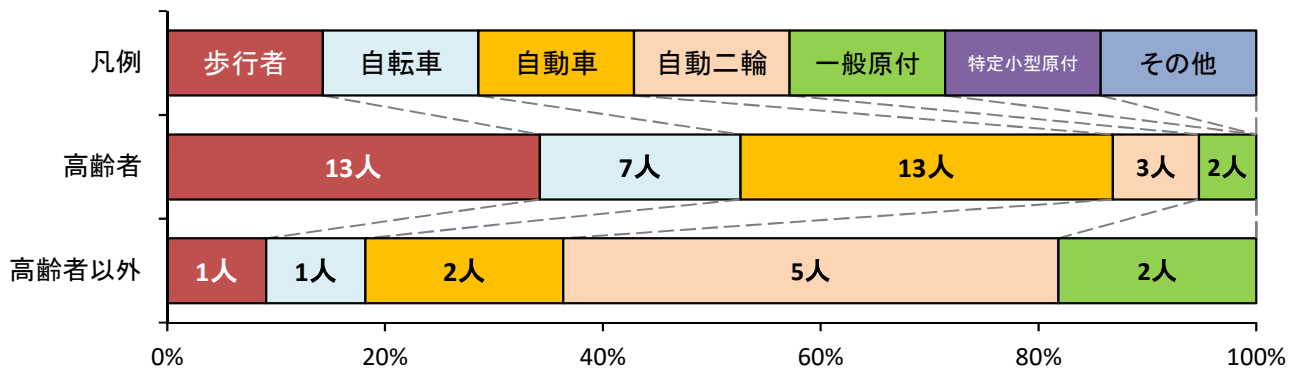 凡例 歩行者 自転車 自動車 自動二輪 一般原付 特定小型原付 その他
高齢者 13人 7人 13人 3人 2人
高齢者以外 1人 1人 2人 5人 2人
0% 20% 40% 60% 80% 100%